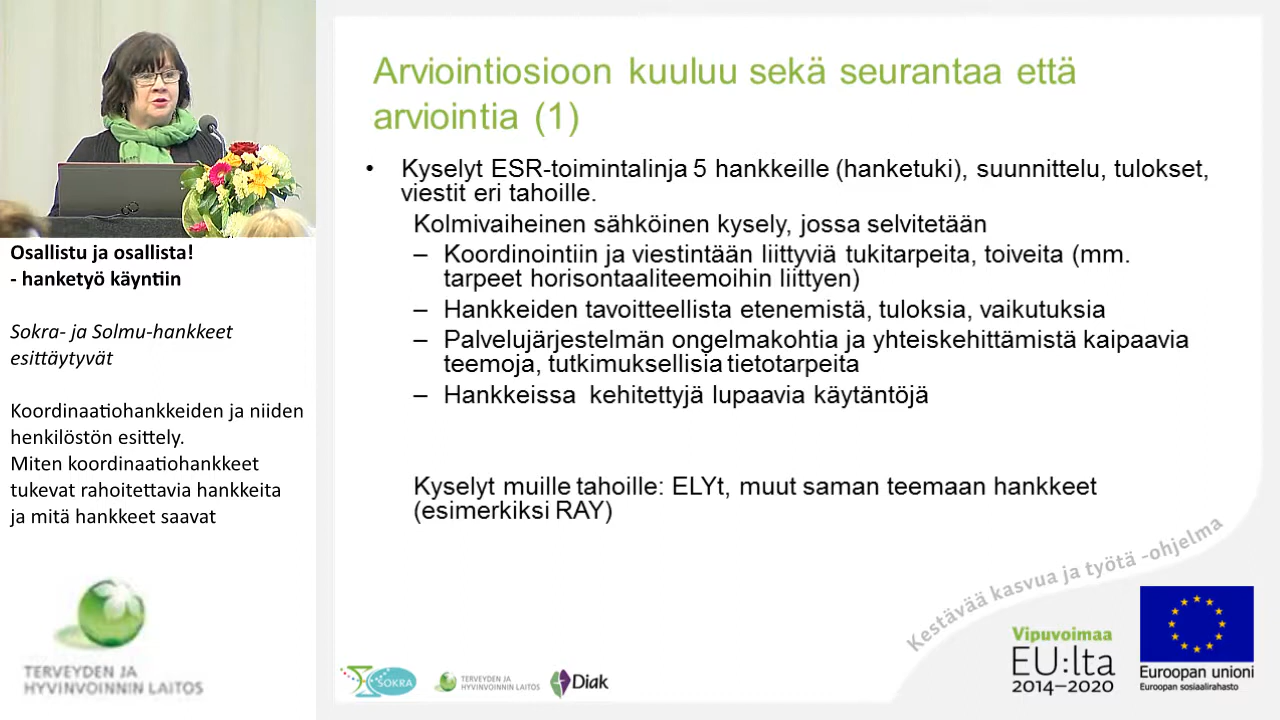 Osallistu ja osallista!
- hanketyö käyntiin
Sokra- ja Solmu-hankkeet
esittäytyvät
Koordinaatiohankkeiden ja niiden
henkilöstön esittely.
Miten koordinaatiohankkeet
tukevat rahoitettavia hankkeita
ja mitä hankkeet saavat
TERVEYDEN JA
HYVINVOINNIN LAITOS
Arviointiosioon kuuluu sekä seurantaa että
arviointia (1)
• Kyselyt ESR-toimintalinja 5 hankkeille (hanketuki), suunnittelu, tulokset,
viestit eri tahoille.
Kolmivaiheinen sähköinen kysely, jossa selvitetään
– Koordinointiin ja viestintään liittyviä tukitarpeita, toiveita (mm.
tarpeet horisontaaliteemoihin liittyen)
– Hankkeiden tavoitteellista etenemistä, tuloksia, vaikutuksia
– Palvelujärjestelmän ongelmakohtia ja yhteiskehittämistä kaipaavia
teemoja, tutkimuksellisia tietotarpeita
– Hankkeissa kehitettyjä lupaavia käytäntöjä
Kyselyt muille tahoille: ELYt, muut saman teemaan hankkeet
(esimerkiksi RAY)
Kestävää kasvua ja työtä -ohjelma
SOKRA
TERVEYDEN JA
HYVINVOINNIN LAITOS
Diak
Vipuvoimaa
EU:lta
2014–2020
Euroopan unioni
Euroopan sosiaalirahasto